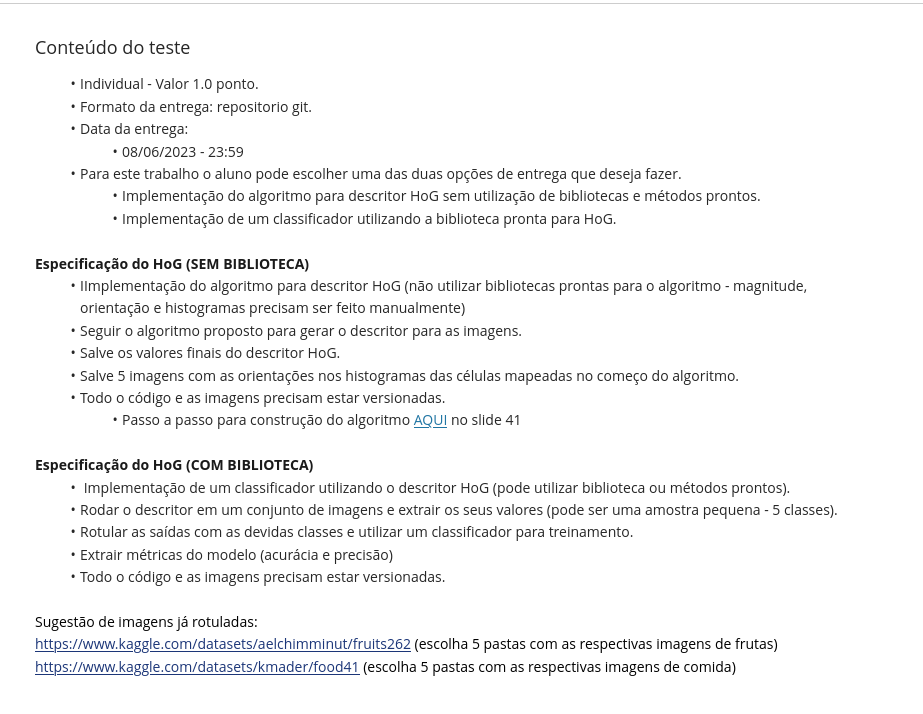 Conteúdo do teste
• Individual - Valor 1.0 ponto.
• Formato da entrega: repositorio git.
• Data da entrega:
• 08/06/2023 - 23:59
• Para este trabalho o aluno pode escolher uma das duas opções de entrega que deseja fazer.
• Implementação do algoritmo para descritor HoG sem utilização de bibliotecas e métodos prontos.
• Implementação de um classificador utilizando a biblioteca pronta para HoG.
Especificação do HoG (SEM BIBLIOTECA)
• IImplementação do algoritmo para descritor HoG (não utilizar bibliotecas prontas para o algoritmo - magnitude,
orientação e histogramas precisam ser feito manualmente)
• Seguir o algoritmo proposto para gerar o descritor para as imagens.
• Salve os valores finais do descritor HoG.
• Salve 5 imagens com as orientações nos histogramas das células mapeadas no começo do algoritmo.
• Todo o código e as imagens precisam estar versionadas.
• Passo a passo para construção do algoritmo AQUI no slide 41
Especificação do HoG (COM BIBLIOTECA)
• Implementação de um classificador utilizando o descritor HoG (pode utilizar biblioteca ou métodos prontos).
• Rodar o descritor em um conjunto de imagens e extrair os seus valores (pode ser uma amostra pequena - 5 classes).
• Rotular as saídas com as devidas classes e utilizar um classificador para treinamento.
• Extrair métricas do modelo (acurácia e precisão)
• Todo o código e as imagens precisam estar versionadas.
Sugestão de imagens já rotuladas:
https://www.kaggle.com/datasets/aelchimminut/fruits262 (escolha 5 pastas com as respectivas imagens de frutas)
https://www.kaggle.com/datasets/kmader/food41 (escolha 5 pastas com as respectivas imagens de comida)